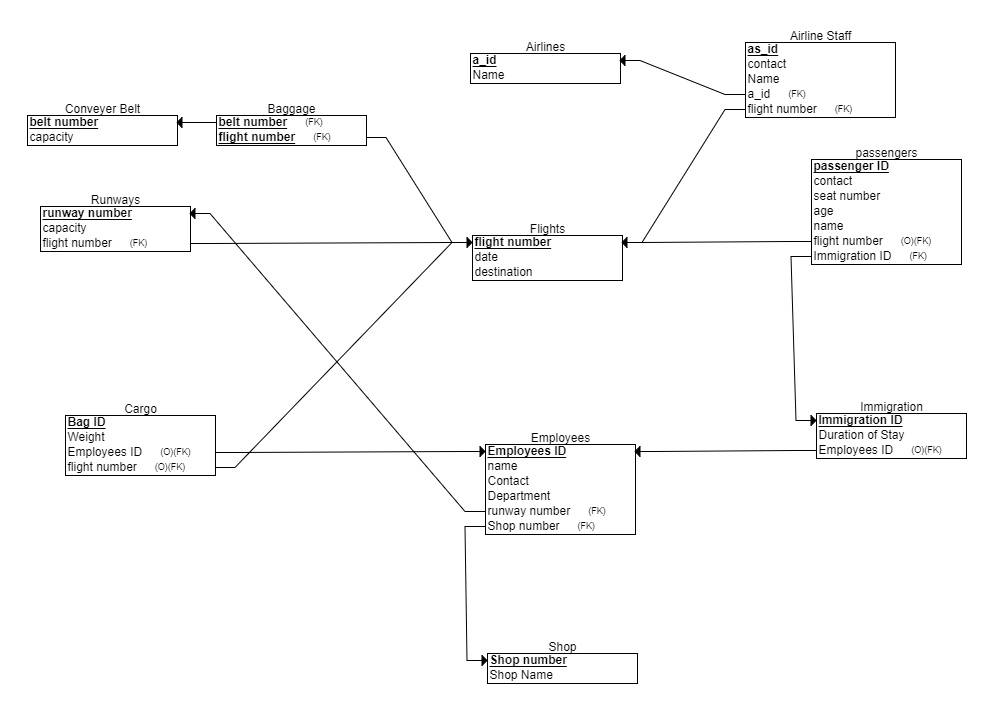 Airlines
a_id
Name
Airline Staff
as_id
contact
Name
a_id (FK)
flight number (FK)
Conveyer Belt
belt number
capacity
Baggage
belt number (FK)
flight number (FK)
passengers
passenger ID
contact
seat number
age
name
flight number (O)(FK)
Immigration ID (FK)
Runways
runway number
capacity
flight number (FK)
Flights
flight number
date
destination
Cargo
Bag ID
Weight
Employees ID (O)(FK)
flight number (O)(FK)
Employees
Employees ID
name
Contact
Department
runway number (FK)
Shop number (FK)
Immigration
Immigration ID
Duration of Stay
Employees ID (O)(FK)
Shop
Shop number
Shop Name